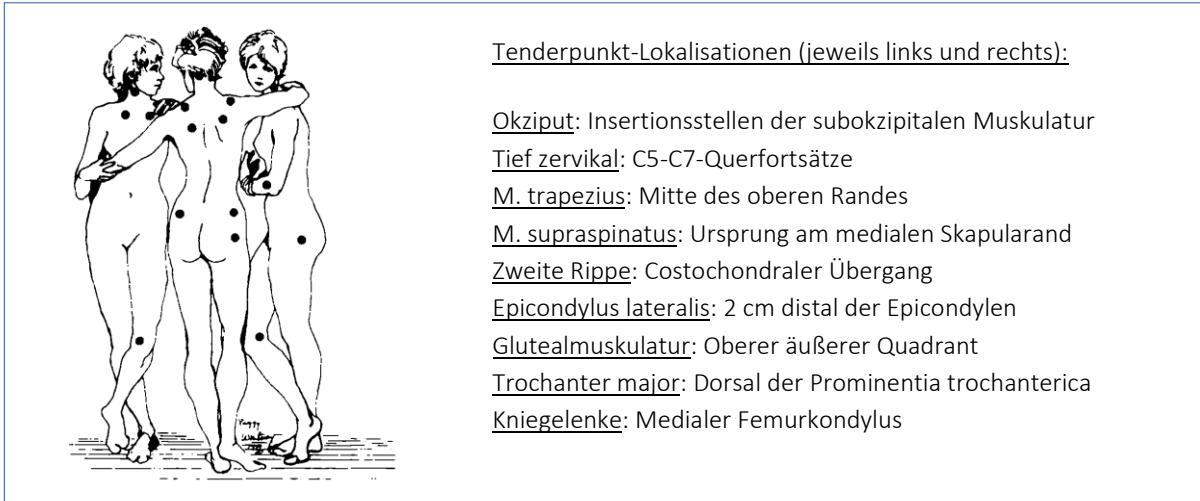 Tenderpunkt-Lokalisationen (jeweils links und rechts):
Okziput: Insertionsstellen der subokzipitalen Muskulatur
Tief zervikal: C5-C7-Querfortsätze
M. trapezius: Mitte des oberen Randes
M. supraspinatus: Ursprung am medialen Skapularand
Zweite Rippe: Costochondraler Übergang
Epicondylus lateralis: 2 cm distal der Epicondylen
Glutealmuskulatur: Oberer äußerer Quadrant
Trochanter major: Dorsal der Prominentia trochanterica
Kniegelenke: Medialer Femurkondylus